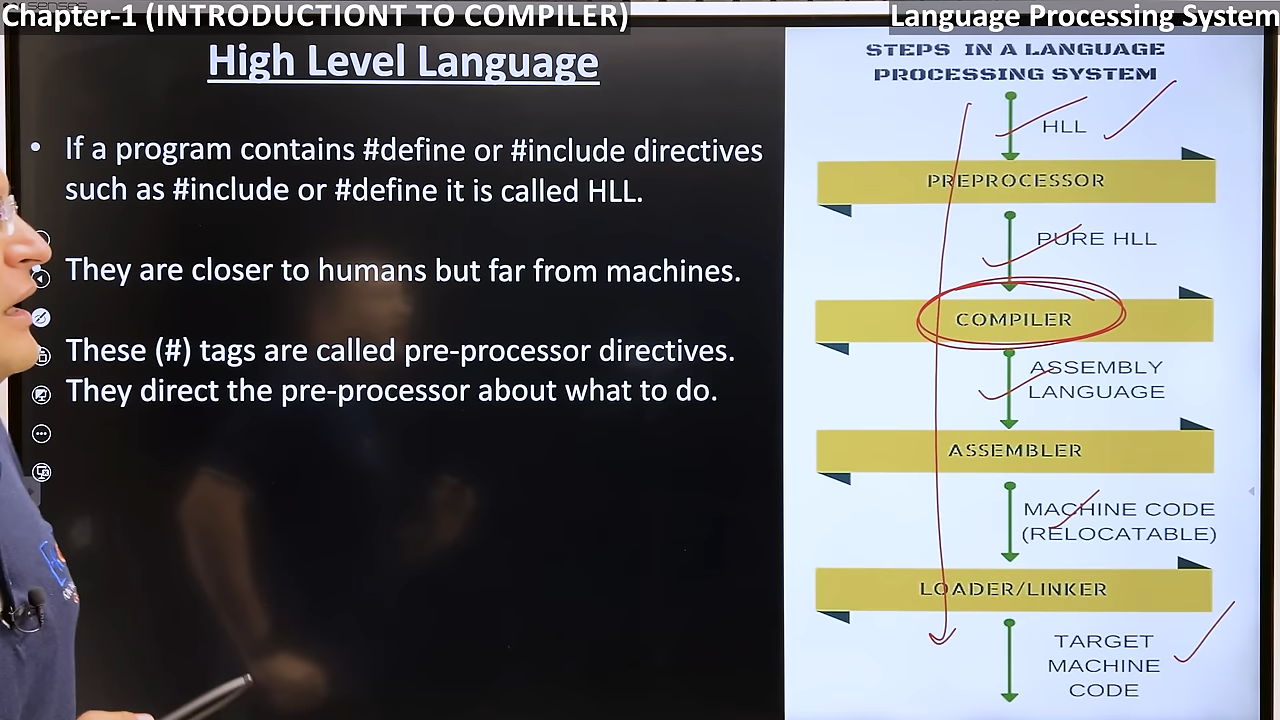 Chapter-1 (INTRODUCTIONT TO COMPILER)
Language Processing System
High Level Language
• If a program contains #define or #include directives
such as #include or #define it is called HLL.
They are closer to humans but far from machines.
These (#) tags are called pre-processor directives.
They direct the pre-processor about what to do.
STEPS IN A LANGUAGE
PROCESSING SYSTEM
HLL
PREPROCESSOR
PURE HLL
COMPILER
ASSEMBLY
LANGUAGE
ASSEMBLER
MACHINE CODE
(RELOCATABLE)
LOADER/LINKER
TARGET
MACHINE
CODE